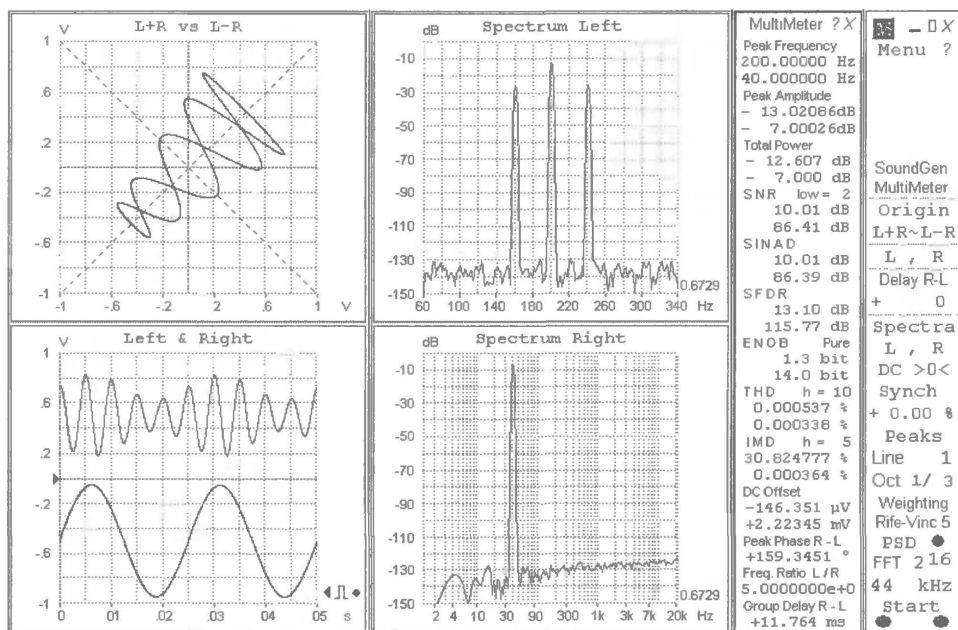 L+R vs L-R
V
1
.6
.2
-.2
-.6
-1
-1 -.6 -.2 .2 .6 1
V
Spectrum Left
dB
-10
-30
-50
-70
-90
-110
-130
-150
60 100 140 180 220 260 300 340
0.6729
Hz
Left & Right
V
1
.6
.2
-.2
-.6
-1
0 .01 .02 .03 .04 .05
s
Spectrum Right
dB
-10
-30
-50
-70
-90
-110
-130
-150
2 4 10 30 90 300 1k 3k 7k 20k
0.6729
Hz
MultiMeter ? X
Peak Frequency
200.00000 Hz
40.000000 Hz
Peak Amplitude
- 13.02086dB
- 7.00026dB
Total Power
- 12.607 dB
- 7.000 dB
SNR low = 2
10.01 dB
86.41 dB
SINAD
10.01 dB
86.39 dB
SFDR
13.10 dB
115.77 dB
ENOB Pure
1.3 bit
14.0 bit
THD h = 10
0.000537 %
0.000338 %
IMD h = 5
30.824777 %
0.000364 %
DC Offset
-146.351 µV
+2.22345 mV
Peak Phase R - L
+159.3451 °
Freq. Ratio L / R
5.0000000e+0
Group Delay R - L
+11.764 ms
Menu ?
SoundGen
MultiMeter
Origin
L+R~L-R
L , R
Delay R-L
+ 0
Spectra
L , R
DC >0<
Synch
+ 0.00 %
Peaks
Line 1
Oct 1/ 3
Weighting
Rife-Vinc 5
PSD
FFT 2 16
44 kHz
Start